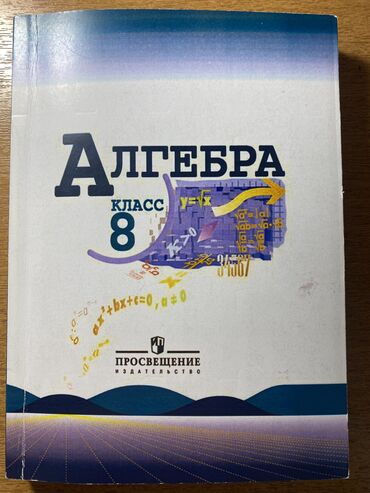 АЛГЕБРА
КЛАСС
8
y=√x
ax²+bx+c=0, a≠0
ПРОСВЕЩЕНИЕ
ИЗДАТЕЛЬСТВО